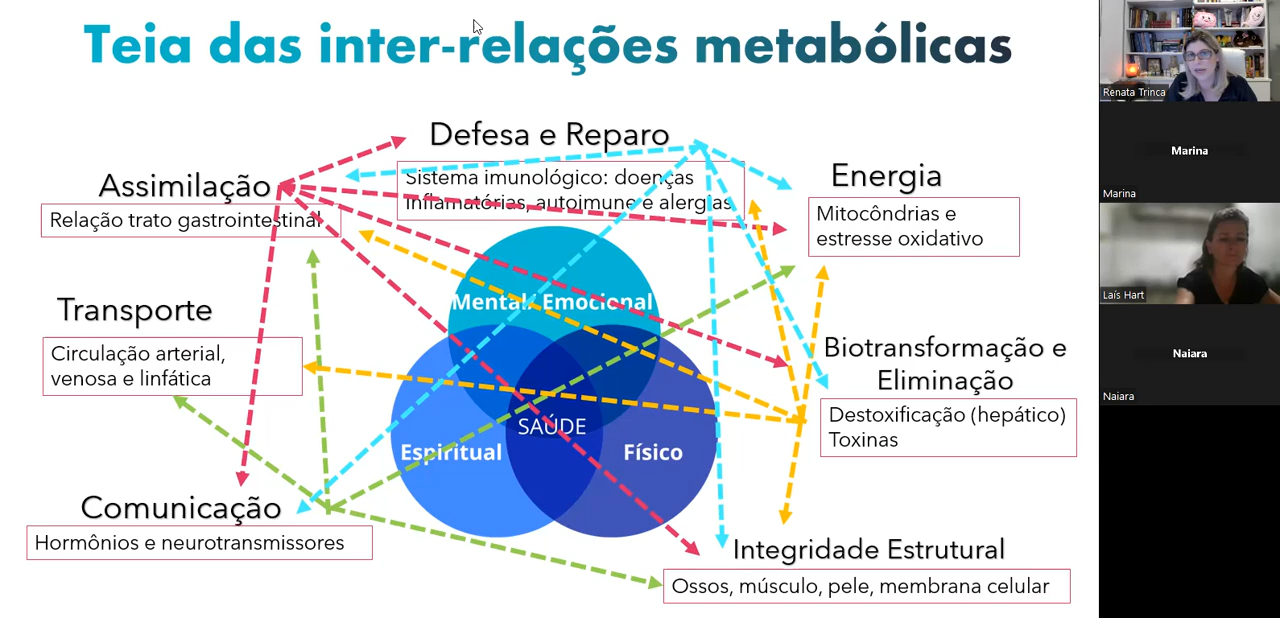 Teia das inter-relações metabólicas
Defesa e Reparo
Sistema imunológico: doenças
inflamatórias, autoimune e alergias
Assimilação
Relação trato gastrointestinal
Energia
Mitocôndrias e
estresse oxidativo
Transporte
Circulação arterial,
venosa e linfática
Mental/ Emocional
Espiritual
SAÚDE
Físico
Biotransformação e
Eliminação
Destoxificação (hepático)
Toxinas
Comunicação
Hormônios e neurotransmissores
Integridade Estrutural
Ossos, músculo, pele, membrana celular
Renata Trinca
Marina
Marina
Laís Hart
Naiara
Naiara